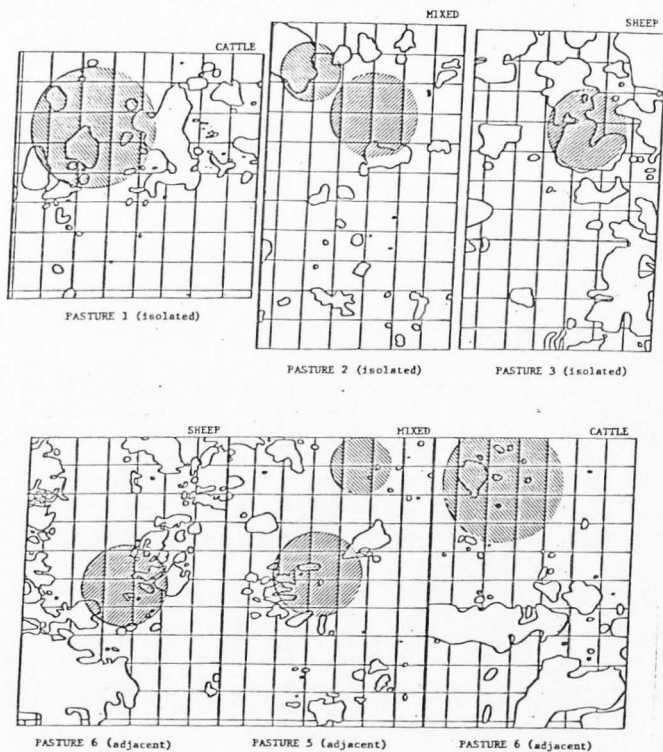 CATTLE
MIXED
SHEEP
PASTURE 1 (isolated)
PASTURE 2 (isolated)
PASTURE 3 (isolated)
SHEEP
MIXED
CATTLE
PASTURE 6 (adjacent)
PASTURE 5 (adjacent)
PASTURE 6 (adjacent)